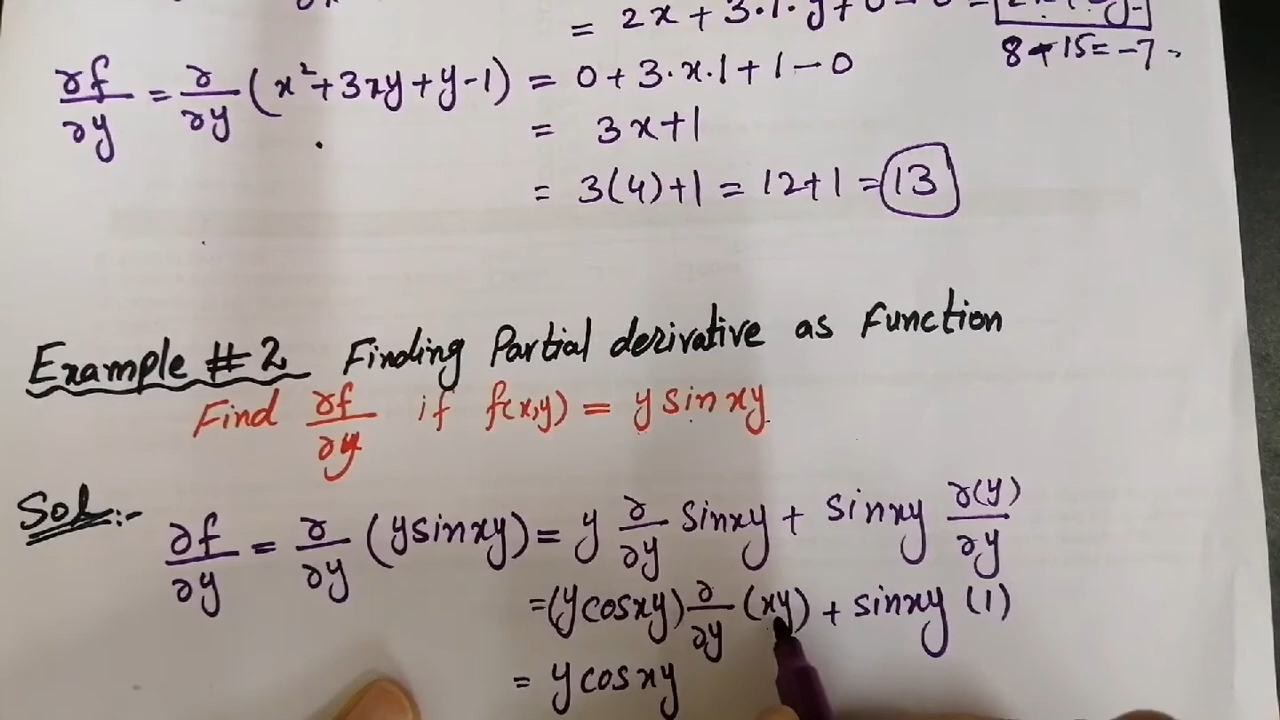 = 2x + 3·1·y + 0 - 0 =
8 - 15 = -7
∂f/∂y = ∂/∂y (x² + 3xy + y - 1) = 0 + 3·x·1 + 1 - 0
= 3x + 1
= 3(4) + 1 = 12 + 1 = 13
Example #2 Finding Partial derivative as Function
Find ∂f/∂y if f(x,y) = y sin xy
Sol:-
∂f/∂y = ∂/∂y (y sin xy) = y ∂/∂y sin xy + sin xy ∂(y)/∂y
= (y cos xy) ∂/∂y (xy) + sin xy (1)
= y cos xy